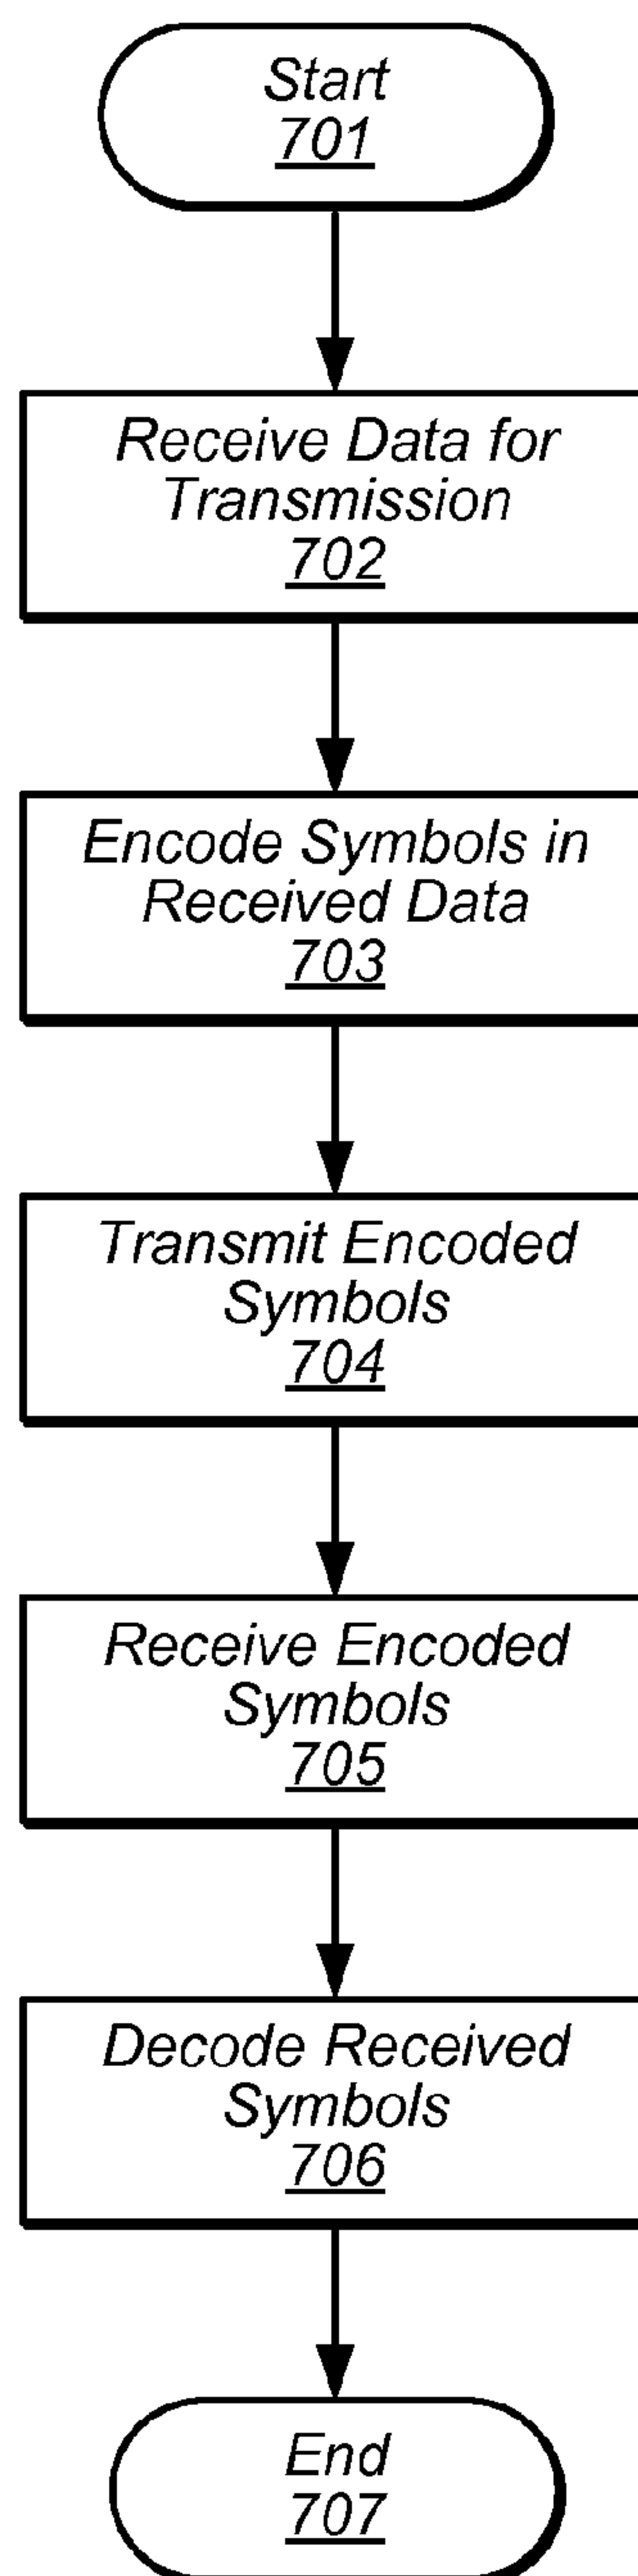 Start
701
Receive Data for
Transmission
702
Encode Symbols in
Received Data
703
Transmit Encoded
Symbols
704
Receive Encoded
Symbols
705
Decode Received
Symbols
706
End
707